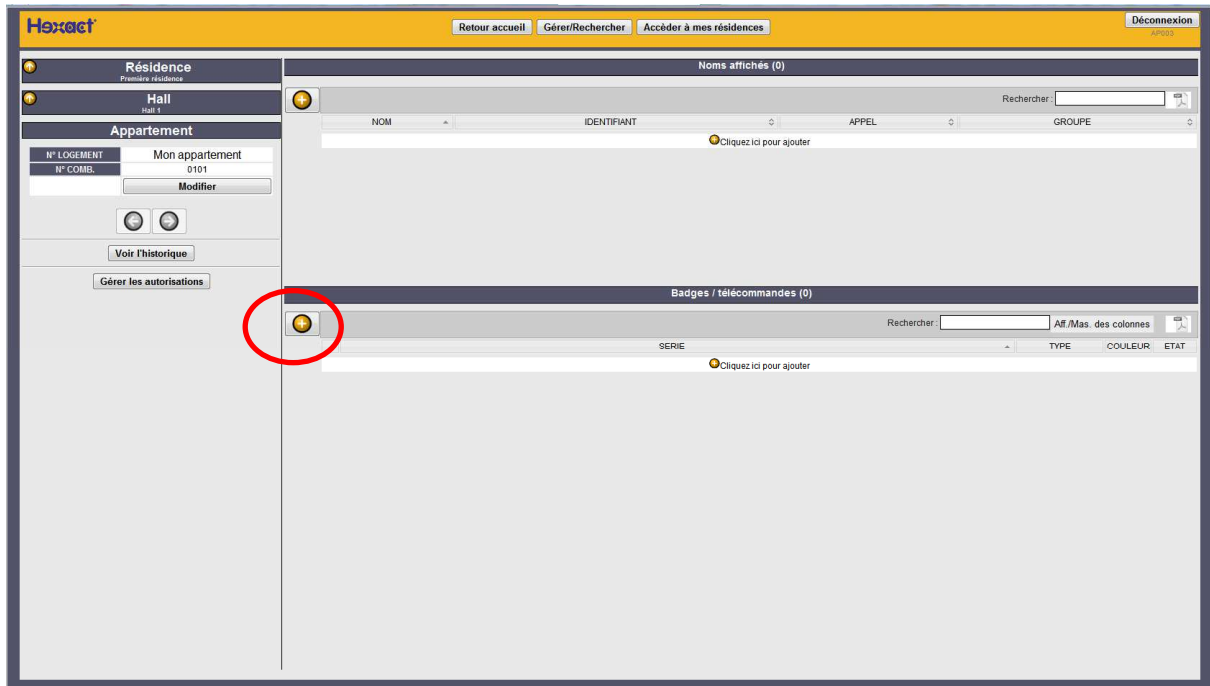 Hexact
Retour accueil Gérer/Rechercher Accèder à mes résidences
Déconnexion
AP003
Résidence
Première résidence
Hall
Hall 1
Appartement
N° LOGEMENT Mon appartement
N° COMB. 0101
Modifier
Voir l'historique
Gérer les autorisations
Noms affichés (0)
Rechercher :
NOM IDENTIFIANT APPEL GROUPE
Cliquez ici pour ajouter
Badges / télécommandes (0)
Rechercher : Aff./Mas. des colonnes
SERIE TYPE COULEUR ETAT
Cliquez ici pour ajouter